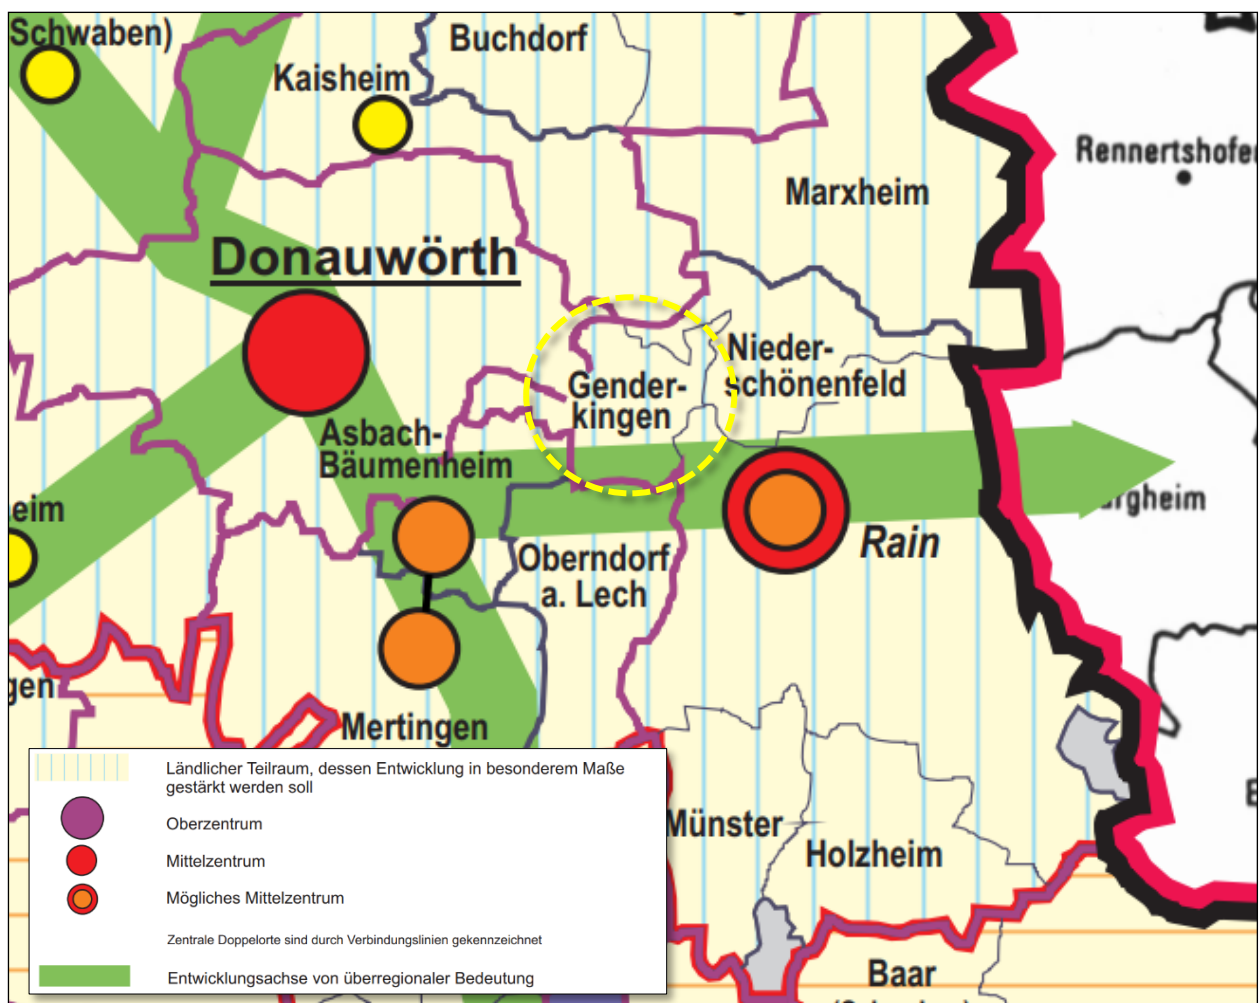 Schwaben)
Buchdorf
Kaisheim
Rennertshofe
Marxheim
Donauwörth
Nieder-
schönenfeld
Gender-
kingen
Asbach-
Bäumenheim
eim
rgheim
Oberndorf
a. Lech
Rain
gen
Mertingen
Münster
Holzheim
Baar
Ländlicher Teilraum, dessen Entwicklung in besonderem Maße
gestärkt werden soll
Oberzentrum
Mittelzentrum
Mögliches Mittelzentrum
Zentrale Doppelorte sind durch Verbindungslinien gekennzeichnet
Entwicklungsachse von überregionaler Bedeutung